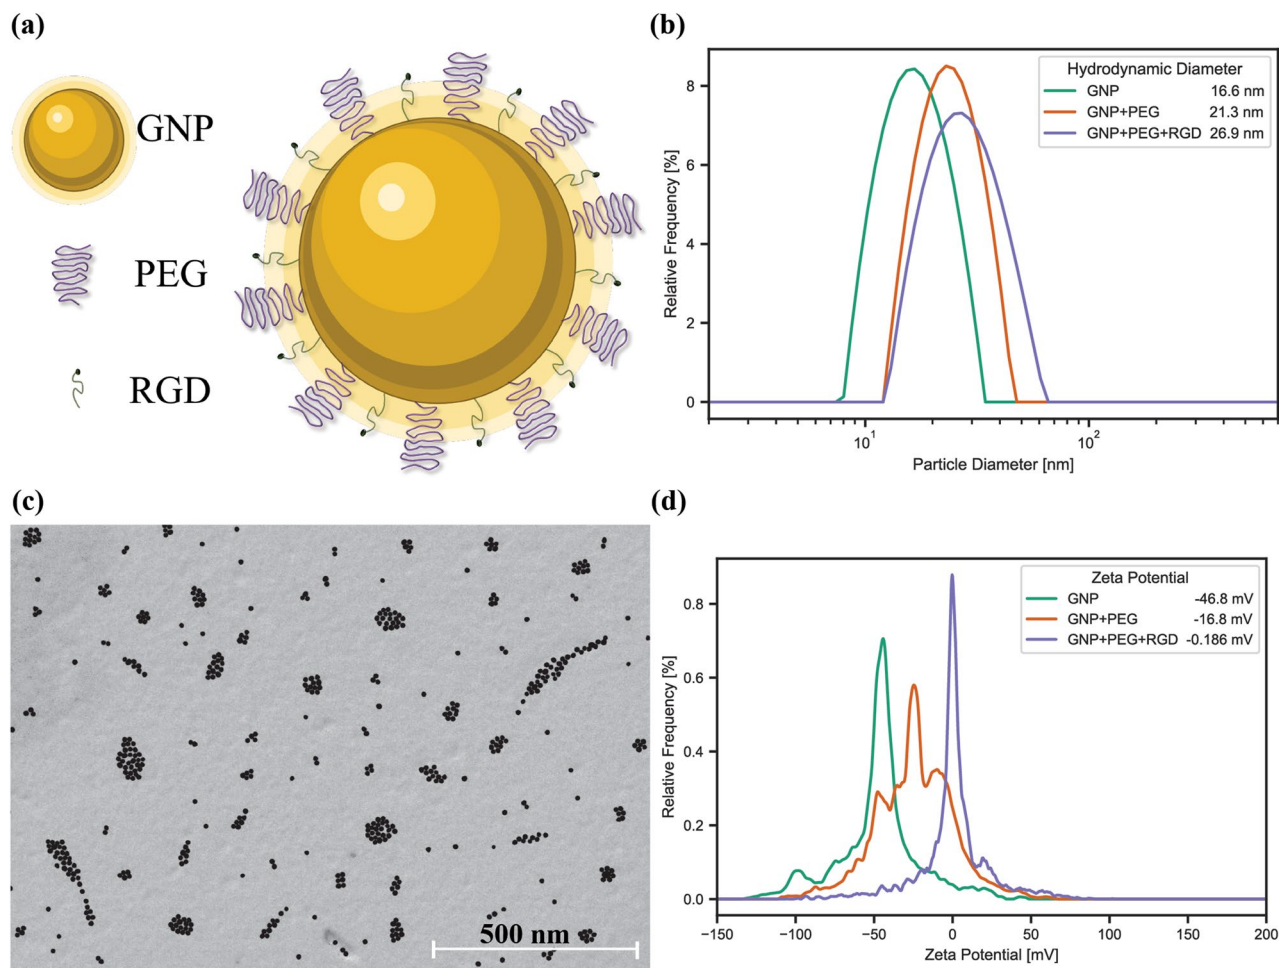 (a)
GNP
PEG
RGD
(b)
Hydrodynamic Diameter
GNP 16.6 nm
GNP+PEG 21.3 nm
GNP+PEG+RGD 26.9 nm
Relative Frequency [%]
8
6
4
2
0
10¹ 10²
Particle Diameter [nm]
(c)
500 nm
(d)
Zeta Potential
GNP -46.8 mV
GNP+PEG -16.8 mV
GNP+PEG+RGD -0.186 mV
Relative Frequency [%]
0.8
0.6
0.4
0.2
0.0
−150 −100 −50 0 50 100 150 200
Zeta Potential [mV]